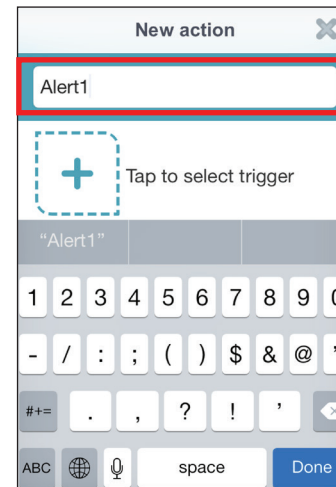 New action
Alert1
Tap to select trigger
“Alert1”
1 2 3 4 5 6 7 8 9 0
- / : ; ( ) $ & @
#+= . , ? ! ’
ABC space Done